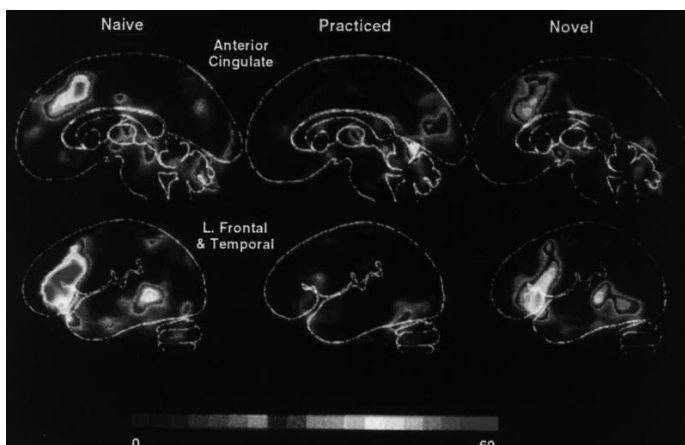 Naive
Practiced
Novel
Anterior
Cingulate
L. Frontal
& Temporal
0
60